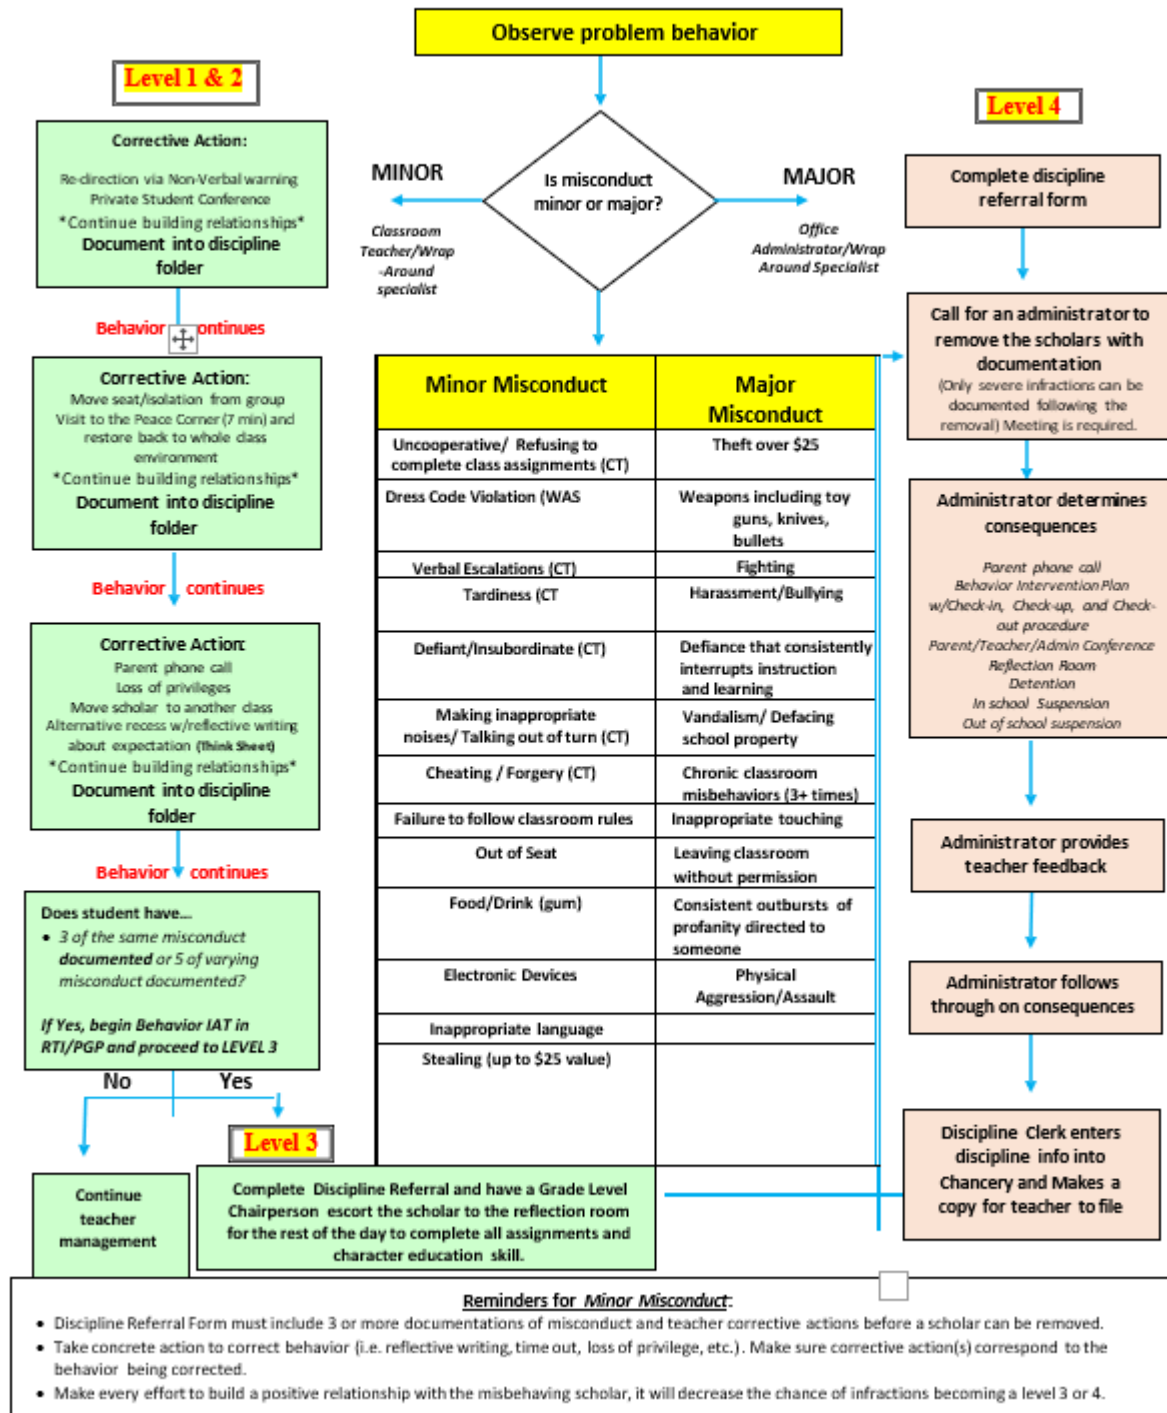 Observe problem behavior
Level 1 & 2
Corrective Action:
Re-direction via Non-Verbal warning
Private Student Conference
*Continue building relationships*
Document into discipline
folder
Behavior continues
Corrective Action:
Move seat/isolation from group
Visit to the Peace Corner (7 min) and
restore back to whole class
environment
*Continue building relationships*
Document into discipline
folder
Behavior continues
Corrective Action:
Parent phone call
Loss of privileges
Move scholar to another class
Alternative recess w/reflective writing
about expectation (Think Sheet)
*Continue building relationships*
Document into discipline
folder
Behavior continues
Does student have...
• 3 of the same misconduct
documented or 5 of varying
misconduct documented?
If Yes, begin Behavior IAT in
RTI/PGP and proceed to LEVEL 3
No Yes
Continue
teacher
management
Level 3
Complete Discipline Referral and have a Grade Level
Chairperson escort the scholar to the reflection room
for the rest of the day to complete all assignments and
character education skill.
Is misconduct
minor or major?
MINOR
Classroom
Teacher/Wrap
-Around
specialist
MAJOR
Office
Administrator/Wrap
Around Specialist
Minor Misconduct
Major
Misconduct
Uncooperative/ Refusing to
complete class assignments (CT)
Theft over $25
Dress Code Violation (WAS
Weapons including toy
guns, knives,
bullets
Verbal Escalations (CT)
Fighting
Tardiness (CT
Harassment/Bullying
Defiant/Insubordinate (CT)
Defiance that consistently
interrupts instruction
and learning
Making inappropriate
noises/ Talking out of turn (CT)
Vandalism/ Defacing
school property
Cheating / Forgery (CT)
Chronic classroom
misbehaviors (3+ times)
Failure to follow classroom rules
Inappropriate touching
Out of Seat
Leaving classroom
without permission
Food/Drink (gum)
Consistent outbursts of
profanity directed to
someone
Electronic Devices
Physical
Aggression/Assault
Inappropriate language
Stealing (up to $25 value)
Level 4
Complete discipline
referral form
Call for an administrator to
remove the scholars with
documentation
(Only severe infractions can be
documented following the
removal) Meeting is required.
Administrator determines
consequences
Parent phone call
Behavior Intervention Plan
w/Check-in, Check-up, and Check-
out procedure
Parent/Teacher/Admin Conference
Reflection Room
Detention
In school Suspension
Out of school suspension
Administrator provides
teacher feedback
Administrator follows
through on consequences
Discipline Clerk enters
discipline info into
Chancery and Makes a
copy for teacher to file
Reminders for Minor Misconduct:
• Discipline Referral Form must include 3 or more documentations of misconduct and teacher corrective actions before a scholar can be removed.
• Take concrete action to correct behavior (i.e. reflective writing, time out, loss of privilege, etc.). Make sure corrective action(s) correspond to the
behavior being corrected.
• Make every effort to build a positive relationship with the misbehaving scholar, it will decrease the chance of infractions becoming a level 3 or 4.